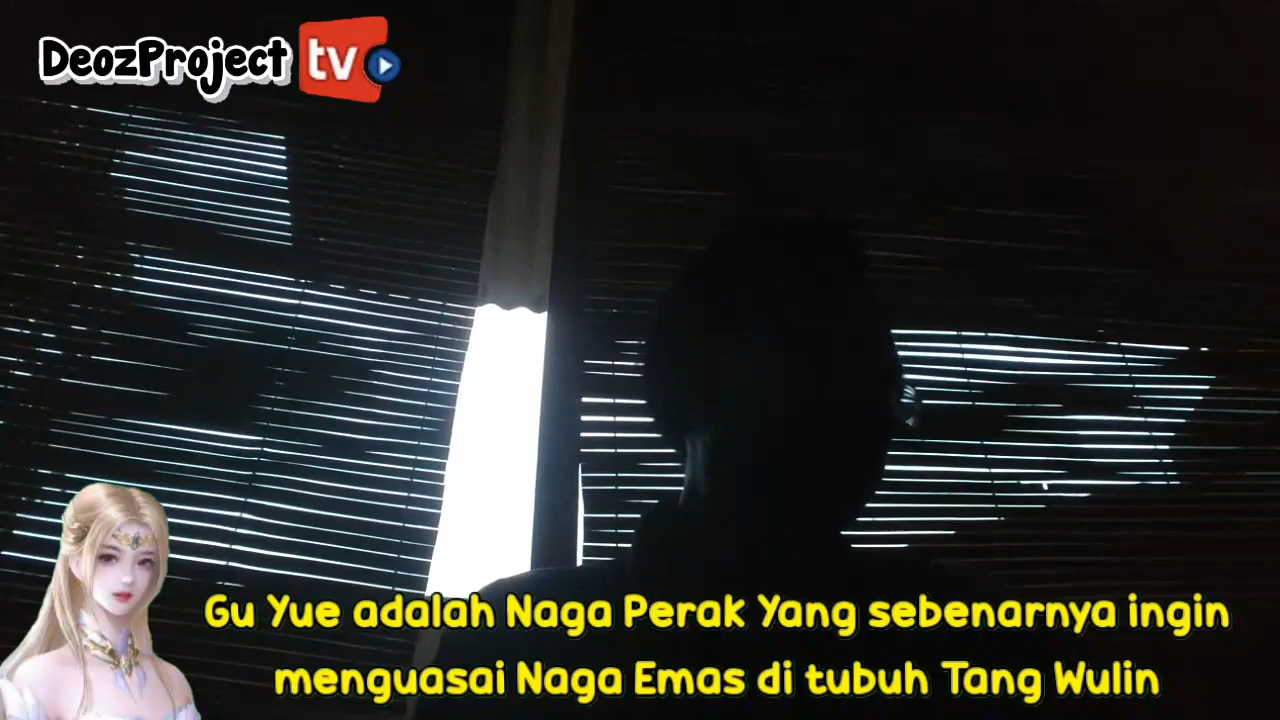 DeozProject tv
Gu Yue adalah Naga Perak Yang sebenarnya ingin
menguasai Naga Emas di tubuh Tang Wulin